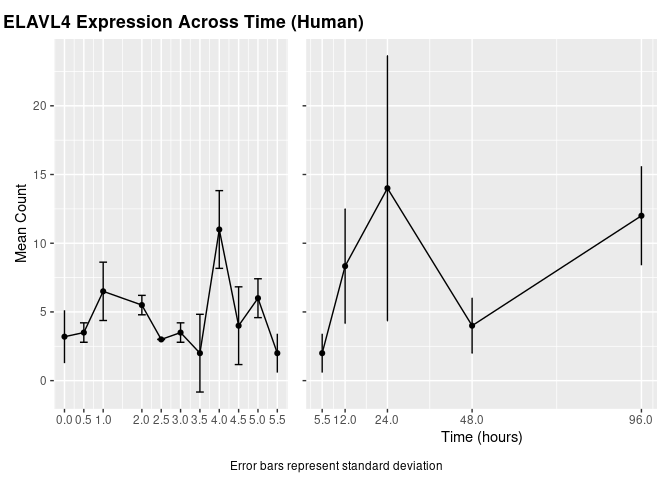 ELAVL4 Expression Across Time (Human)
Mean Count
20
15
10
5
0
0.0 0.5 1.0 2.0 2.5 3.0 3.5 4.0 4.5 5.0 5.5
5.5 12.0 24.0 48.0 96.0
Time (hours)
Error bars represent standard deviation